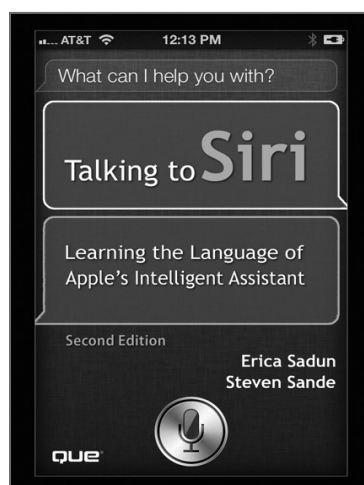 AT&T 12:13 PM
What can I help you with?
Talking to Siri
Learning the Language of
Apple's Intelligent Assistant
Second Edition
Erica Sadun
Steven Sande
que